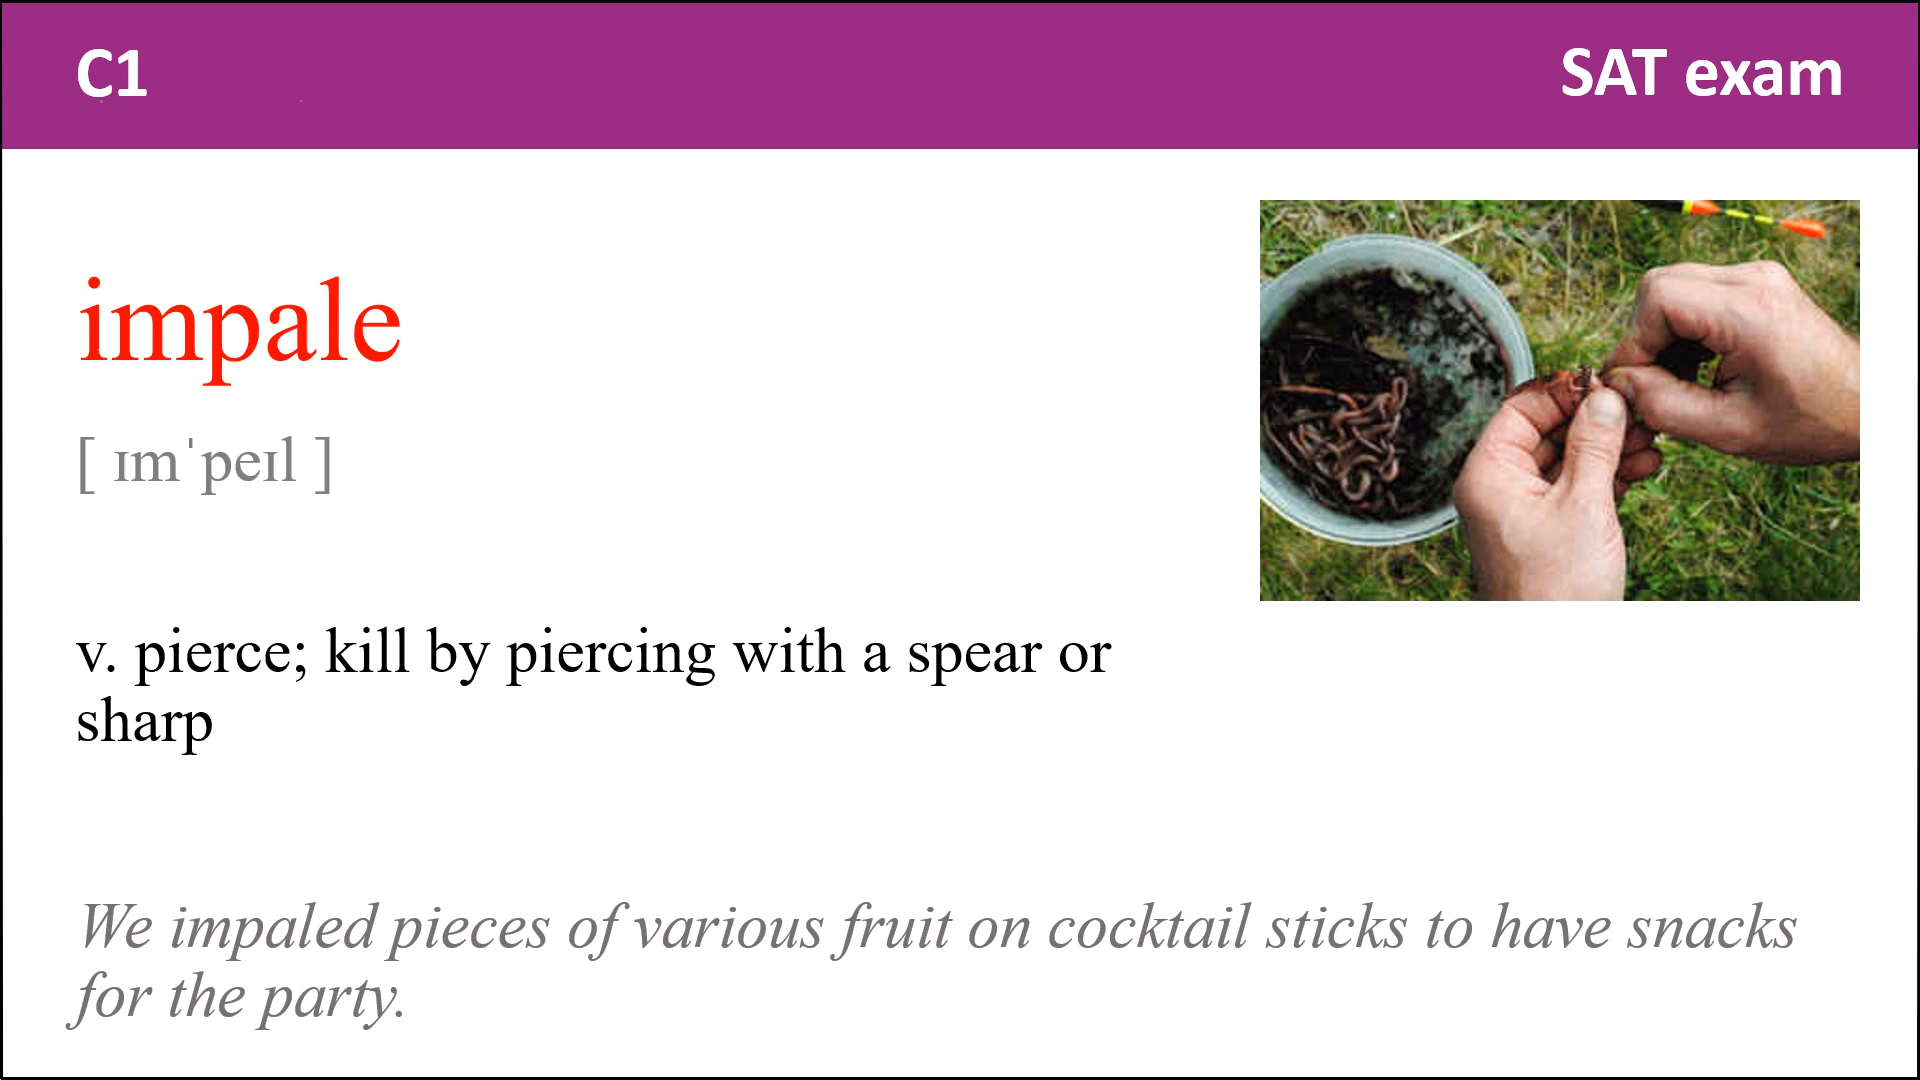 C1
SAT exam
impale
[ ɪmˈpeɪl ]
v. pierce; kill by piercing with a spear or
sharp
We impaled pieces of various fruit on cocktail sticks to have snacks
for the party.